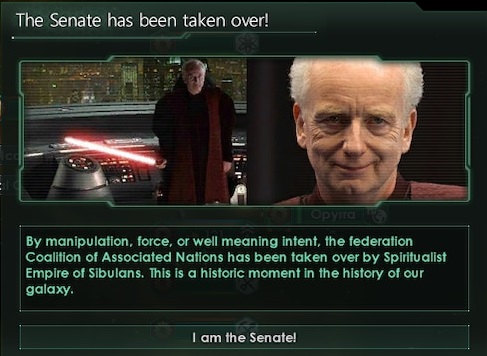 The Senate has been taken over!
Opyrra
By manipulation, force, or well meaning intent, the federation
Coalition of Associated Nations has been taken over by Spiritualist
Empire of Sibulans. This is a historic moment in the history of our
galaxy.
I am the Senate!